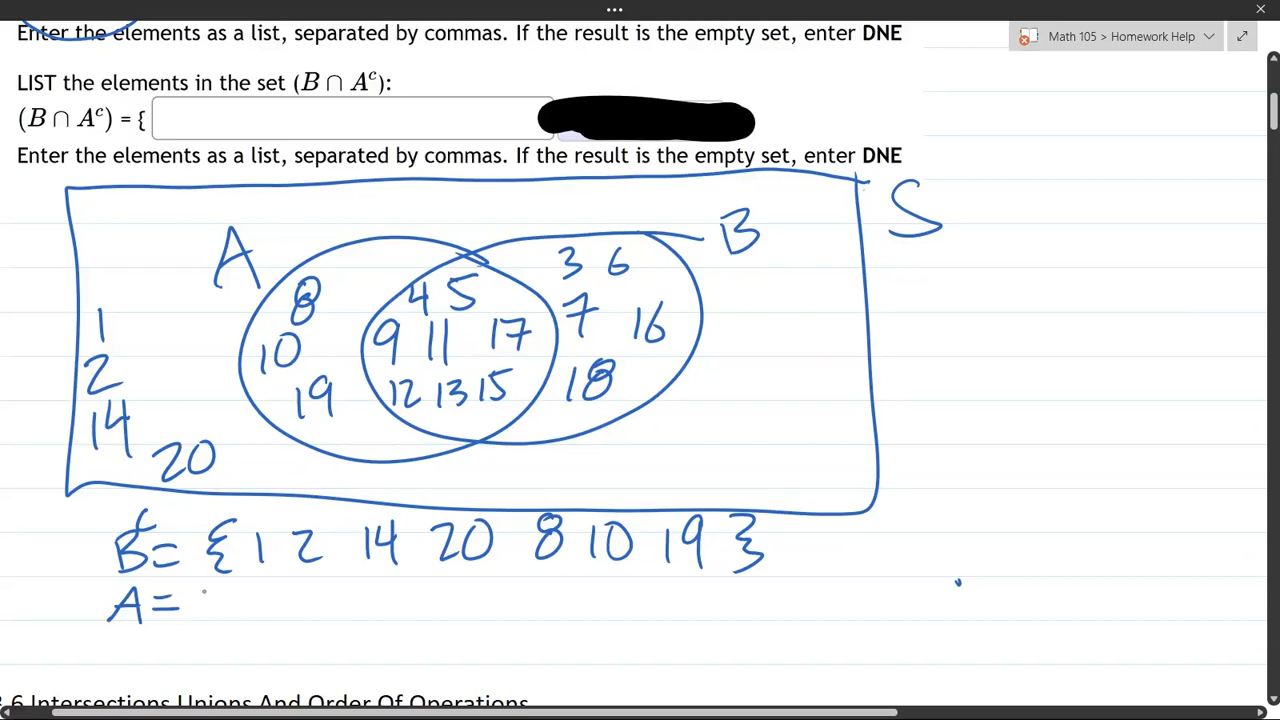 Enter the elements as a list, separated by commas. If the result is the empty set, enter DNE
Math 105 > Homework Help
LIST the elements in the set (B ∩ Aᶜ):
(B ∩ Aᶜ) = {
Enter the elements as a list, separated by commas. If the result is the empty set, enter DNE
S
A B
8 4 5 3 6
1 10 9 11 17 7 16
2 19 12 13 15 18
14
20
Bᶜ = { 1 2 14 20 8 10 19 }
A =
6 Intersections Unions And Order Of Operations